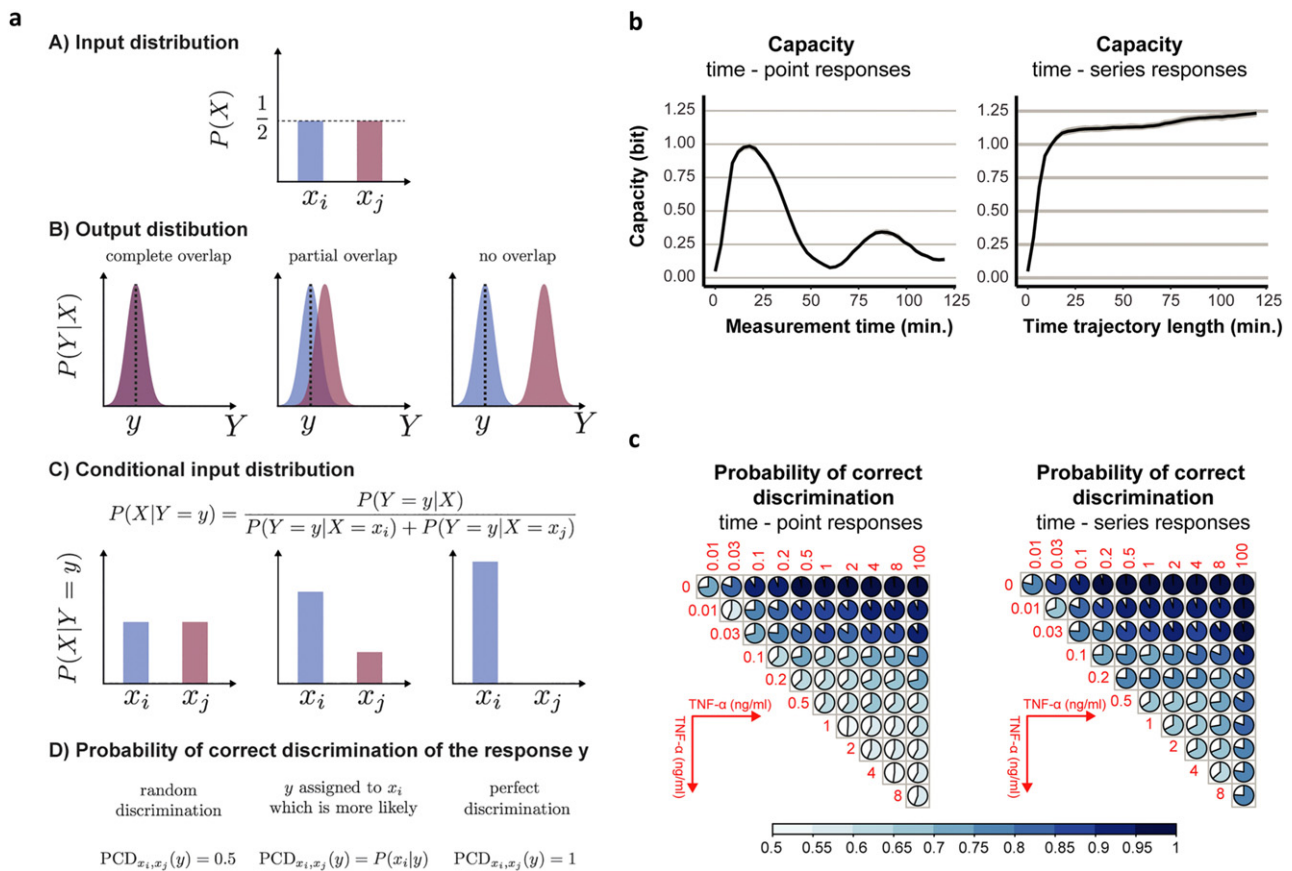 a
A) Input distribution
P(X)
1/2
x_i x_j
B) Output distibution
complete overlap partial overlap no overlap
P(Y|X)
y Y y Y y Y
C) Conditional input distribution
P(X|Y = y) = P(Y = y|X) / P(Y = y|X = x_i) + P(Y = y|X = x_j)
P(X|Y = y)
x_i x_j x_i x_j x_i x_j
D) Probability of correct discrimination of the response y
random discrimination
y assigned to x_i which is more likely
perfect discrimination
PCD_{x_i,x_j}(y) = 0.5 PCD_{x_i,x_j}(y) = P(x_i|y) PCD_{x_i,x_j}(y) = 1
b
Capacity
time - point responses
Capacity (bit)
1.25
1.00
0.75
0.50
0.25
0.00
0 25 50 75 100 125
Measurement time (min.)
Capacity
time - series responses
1.25
1.00
0.75
0.50
0.25
0.00
0 25 50 75 100 125
Time trajectory length (min.)
c
Probability of correct
discrimination
time - point responses
0.01 0.03 0.1 0.2 0.5 1 2 4 8 100
0
0.01
0.03
0.1
0.2
0.5
1
2
4
8
TNF-α (ng/ml)
TNF-α (ng/ml)
Probability of correct
discrimination
time - series responses
0.01 0.03 0.1 0.2 0.5 1 2 4 8 100
0
0.01
0.03
0.1
0.2
0.5
1
2
4
8
TNF-α (ng/ml)
TNF-α (ng/ml)
0.5 0.55 0.6 0.65 0.7 0.75 0.8 0.85 0.9 0.95 1